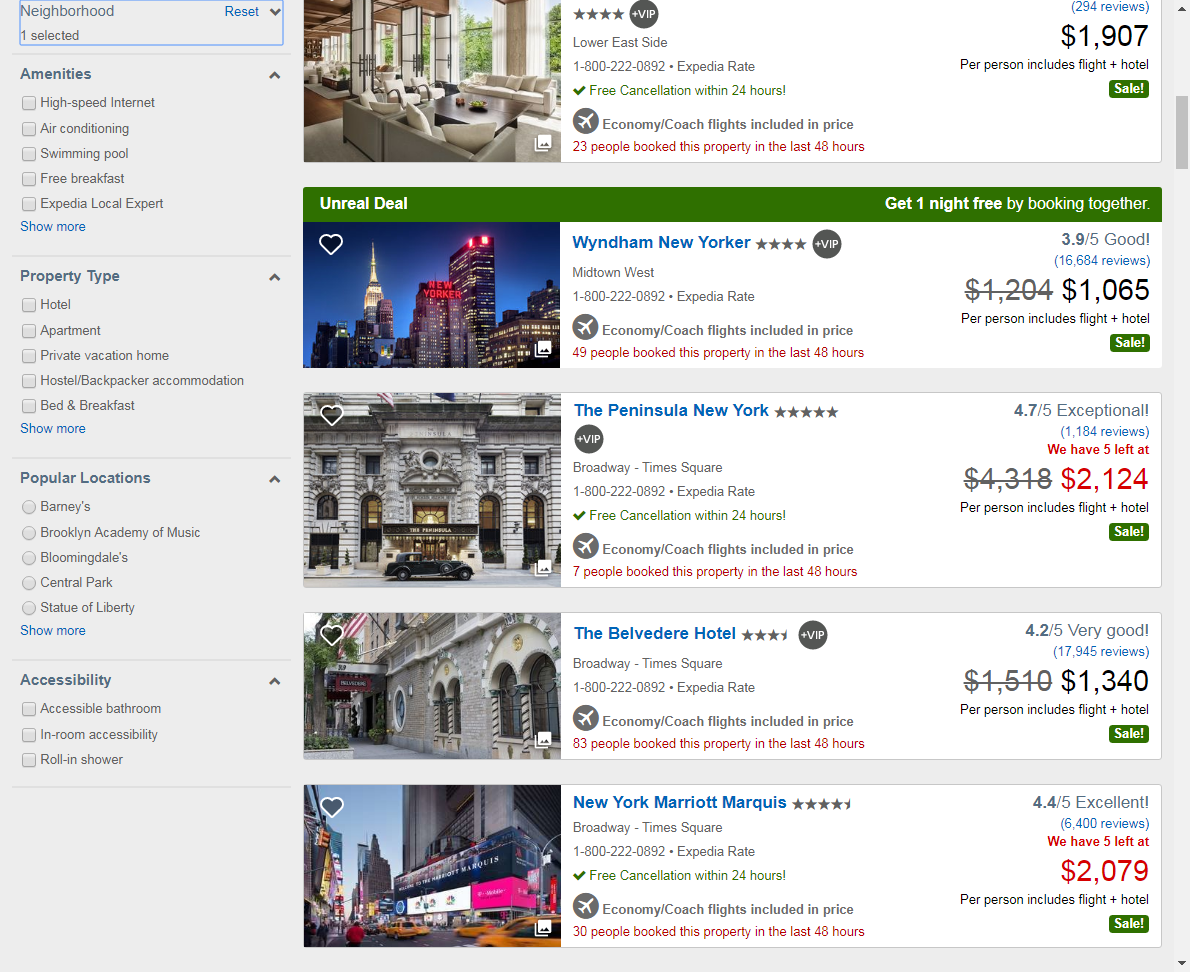 Neighborhood
Reset
1 selected
Amenities
High-speed Internet
Air conditioning
Swimming pool
Free breakfast
Expedia Local Expert
Show more
Property Type
Hotel
Apartment
Private vacation home
Hostel/Backpacker accommodation
Bed & Breakfast
Show more
Popular Locations
Barney's
Brooklyn Academy of Music
Bloomingdale's
Central Park
Statue of Liberty
Show more
Accessibility
Accessible bathroom
In-room accessibility
Roll-in shower
+VIP
(294 reviews)
Lower East Side
$1,907
1-800-222-0892 • Expedia Rate
Per person includes flight + hotel
Free Cancellation within 24 hours!
Sale!
Economy/Coach flights included in price
23 people booked this property in the last 48 hours
Unreal Deal
Get 1 night free by booking together.
NEW
YORKER
Wyndham New Yorker
+VIP
3.9/5 Good!
(16,684 reviews)
Midtown West
$1,204 $1,065
1-800-222-0892 • Expedia Rate
Per person includes flight + hotel
Economy/Coach flights included in price
Sale!
49 people booked this property in the last 48 hours
THE
PENINSULA
THE PENINSULA
The Peninsula New York
4.7/5 Exceptional!
+VIP
(1,184 reviews)
We have 5 left at
Broadway - Times Square
$4,318 $2,124
1-800-222-0892 • Expedia Rate
Per person includes flight + hotel
Free Cancellation within 24 hours!
Sale!
Economy/Coach flights included in price
7 people booked this property in the last 48 hours
BELVEDERE
The Belvedere Hotel
+VIP
4.2/5 Very good!
(17,945 reviews)
Broadway - Times Square
$1,510 $1,340
1-800-222-0892 • Expedia Rate
Per person includes flight + hotel
Economy/Coach flights included in price
Sale!
83 people booked this property in the last 48 hours
WELCOME TO THE MARRIOTT MARQUIS
T-Mobile
New York Marriott Marquis
4.4/5 Excellent!
(6,400 reviews)
Broadway - Times Square
We have 5 left at
1-800-222-0892 • Expedia Rate
$2,079
Free Cancellation within 24 hours!
Per person includes flight + hotel
Economy/Coach flights included in price
Sale!
30 people booked this property in the last 48 hours